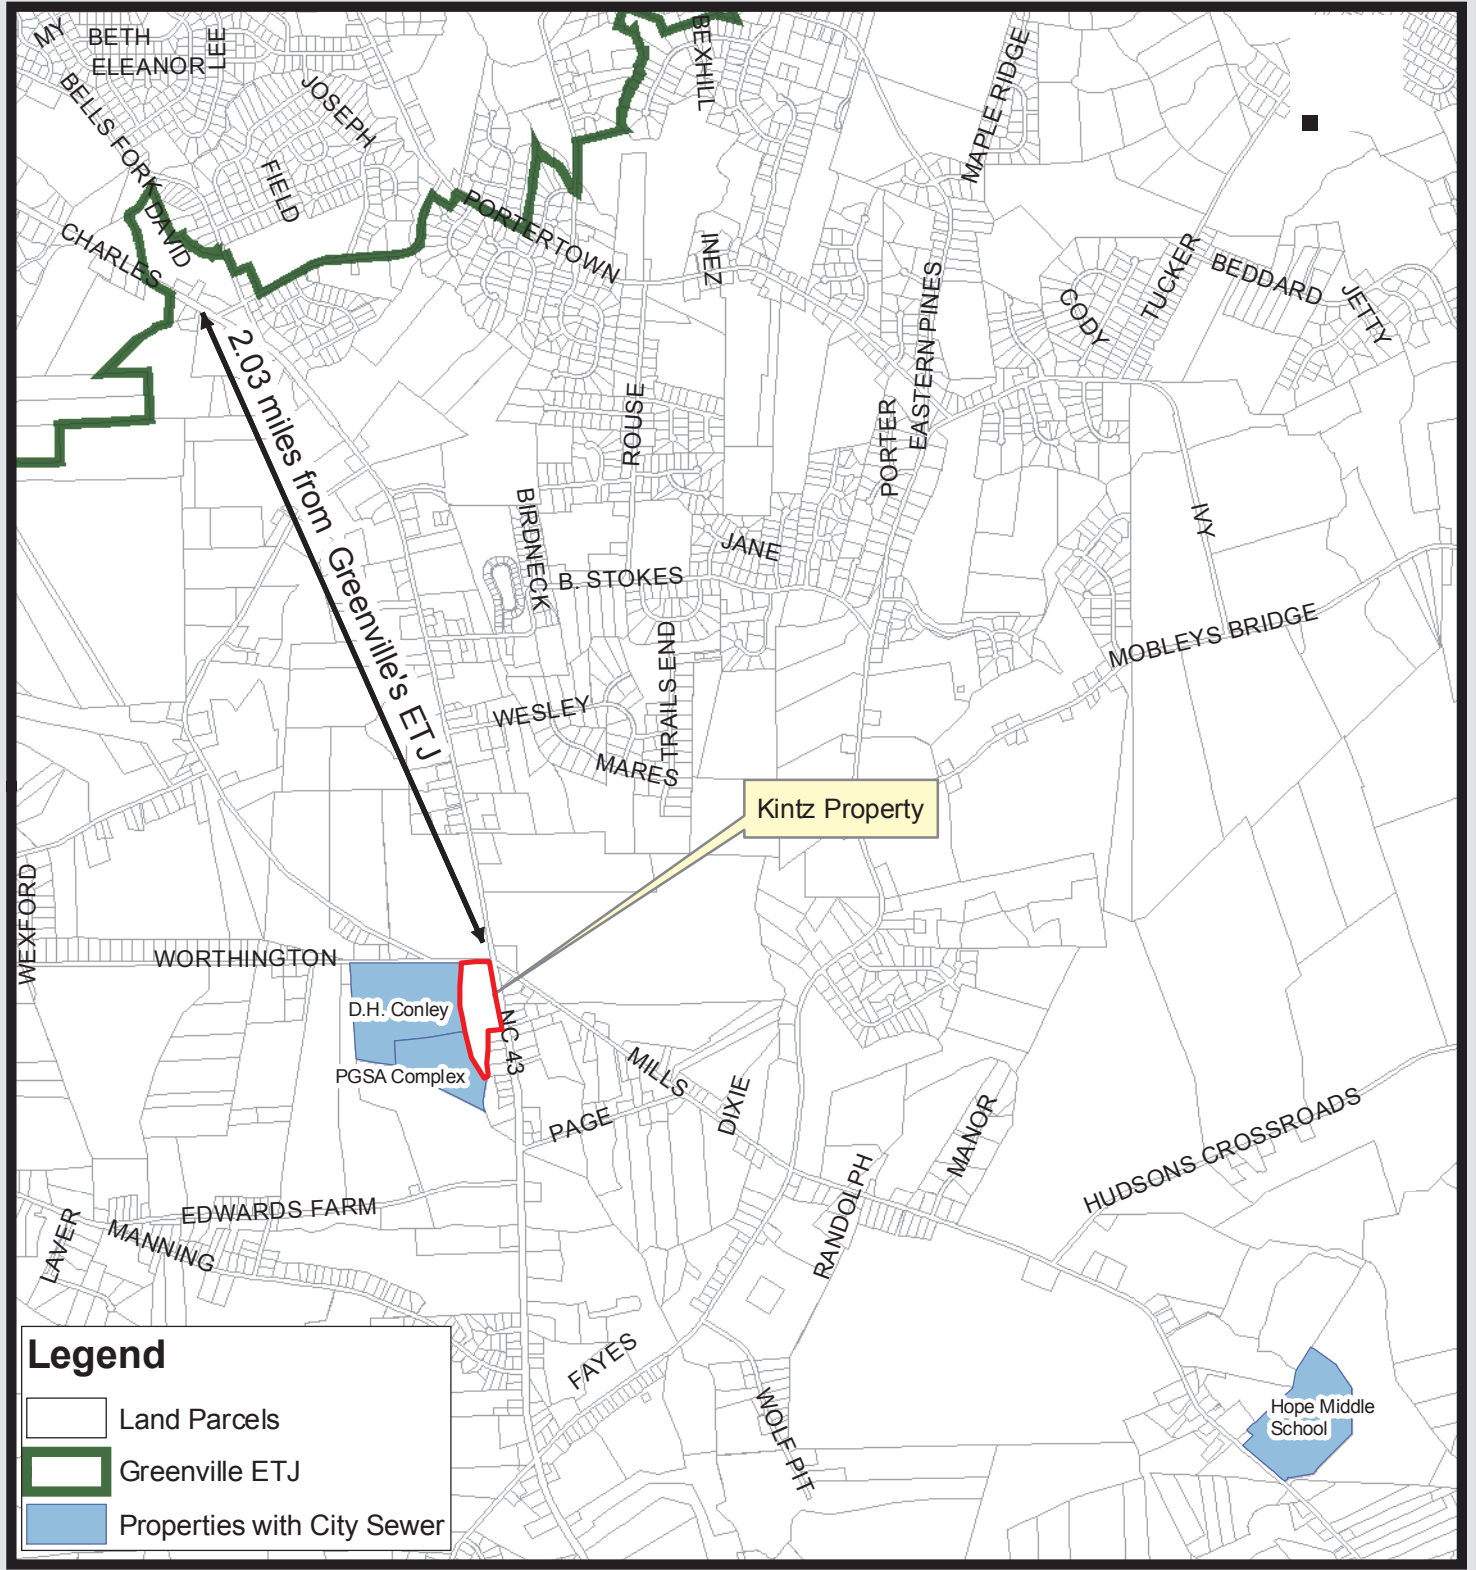 MY
BETH
LEE
ELEANOR
BELLS FORK
JOSEPH
FIELD
DAVID
CHARLES
PORTERTOWN
BEXHILL
MAPLE RIDGE
INEZ
EASTERN PINES
CODY
TUCKER
BEDDARD
JETTY
2.03 miles from Greenville's ETJ
ROUSE
PORTER
BIRDNECK
JANE
IVY
B. STOKES
TRAILS END
MOBLEYS BRIDGE
WESLEY
MARES
Kintz Property
WEXFORD
WORTHINGTON
D.H. Conley
NC 43
PGSA Complex
MILLS
PAGE
DIXIE
MANOR
HUDSONS CROSSROADS
RANDOLPH
EDWARDS FARM
LAVER
MANNING
FAYES
WOLF PIT
Hope Middle
School
Legend
Land Parcels
Greenville ETJ
Properties with City Sewer